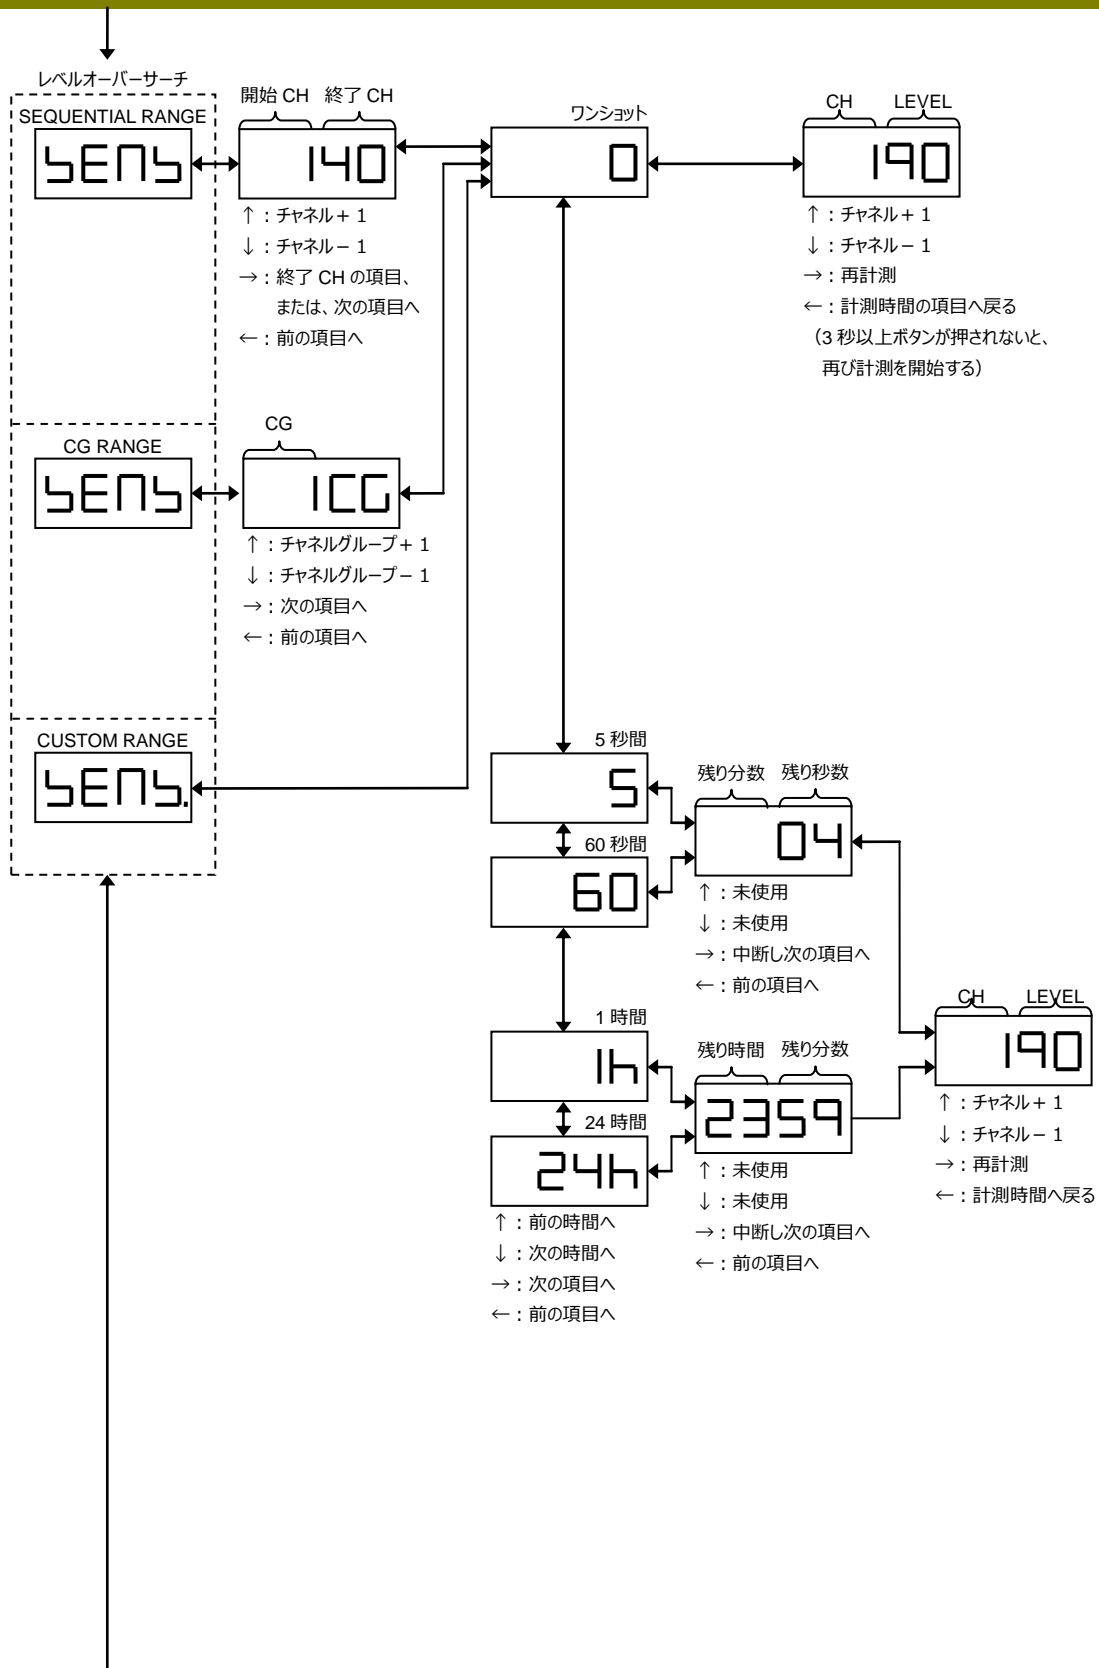 レベルオーバーサーチ
SEQUENTIAL RANGE
SENS
開始 CH 終了 CH
140
↑：チャネル＋ 1
↓：チャネル－ 1
→：終了 CH の項目、
または、次の項目へ
←：前の項目へ
ワンショット
0
CH LEVEL
190
↑：チャネル＋ 1
↓：チャネル－ 1
→：再計測
←：計測時間の項目へ戻る
（3 秒以上ボタンが押されないと、
再び計測を開始する）
CG RANGE
SENS
CG
1CG
↑：チャネルグループ＋ 1
↓：チャネルグループ－ 1
→：次の項目へ
←：前の項目へ
CUSTOM RANGE
SENS.
5 秒間
5
60 秒間
60
残り分数 残り秒数
04
↑：未使用
↓：未使用
→：中断し次の項目へ
←：前の項目へ
1 時間
1h
24 時間
24h
↑：前の時間へ
↓：次の時間へ
→：次の項目へ
←：前の項目へ
残り時間 残り分数
2359
↑：未使用
↓：未使用
→：中断し次の項目へ
←：前の項目へ
CH LEVEL
190
↑：チャネル＋ 1
↓：チャネル－ 1
→：再計測
←：計測時間へ戻る